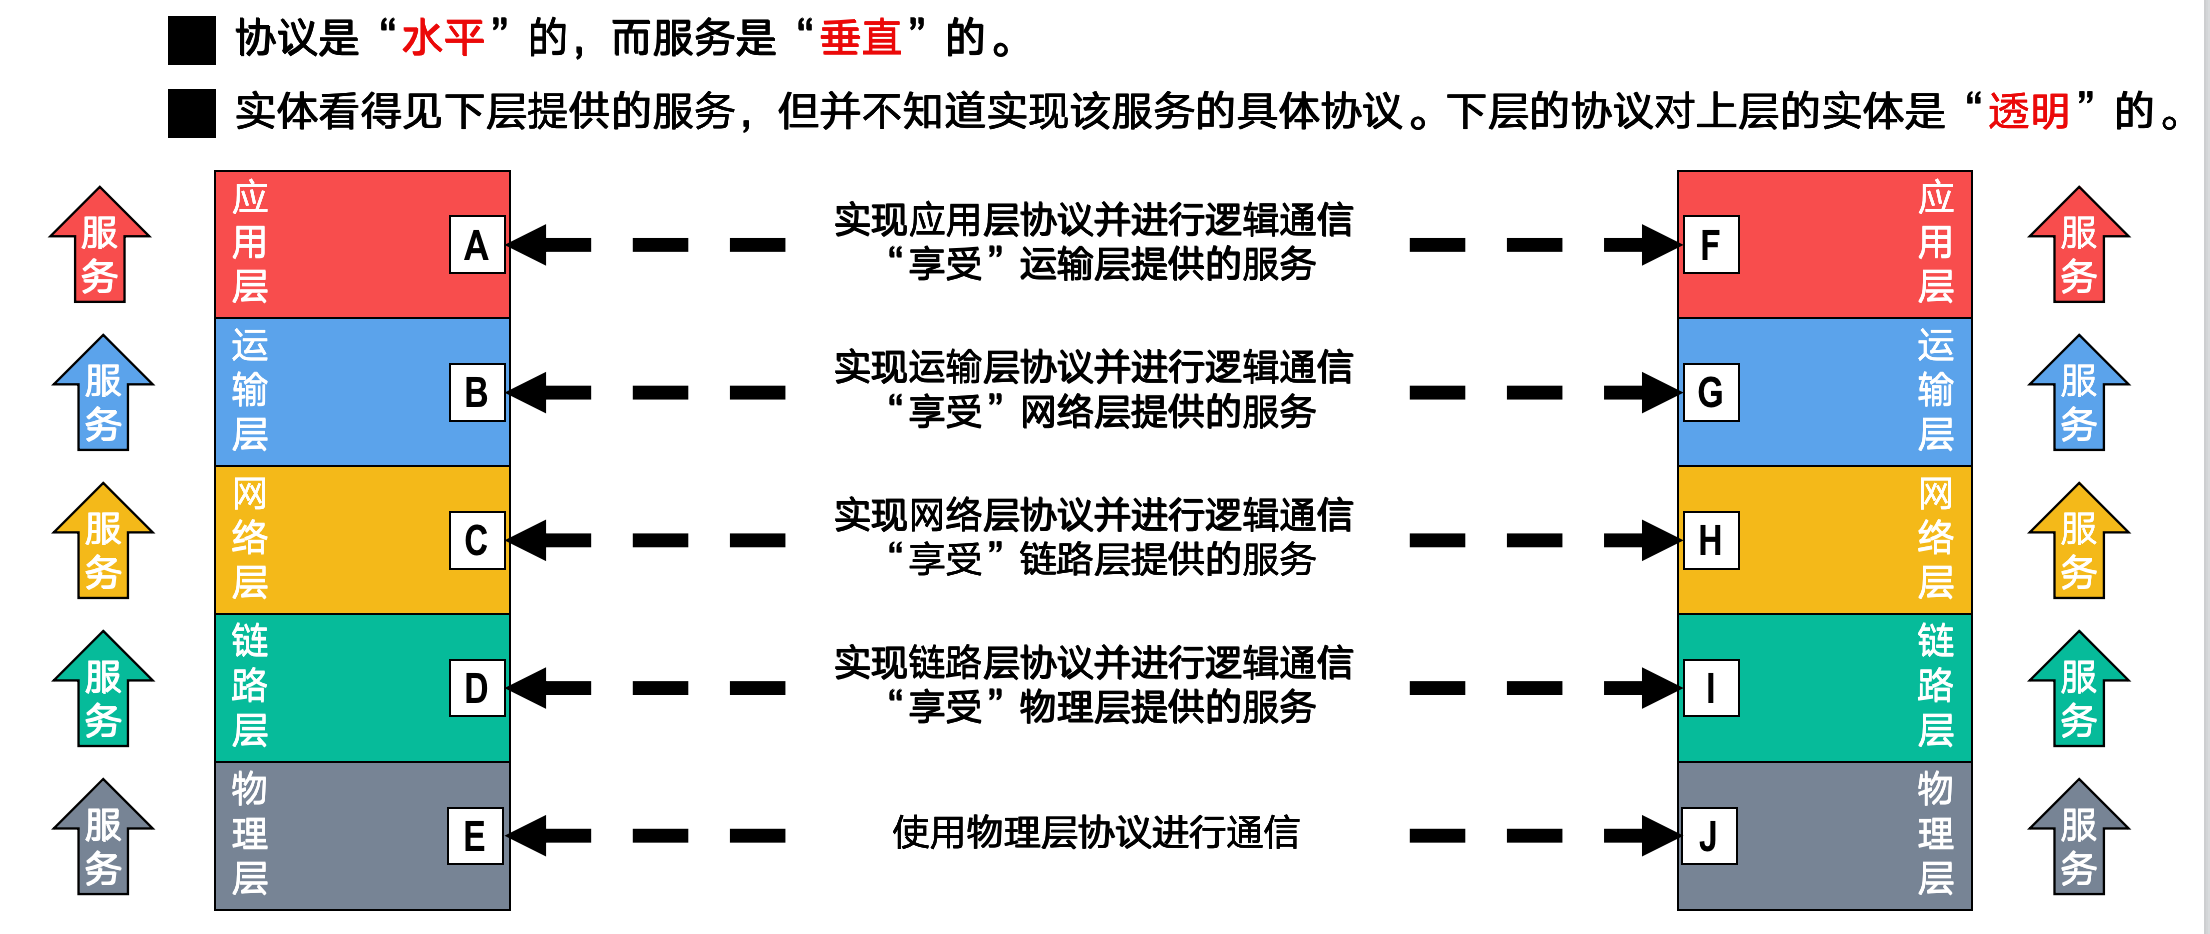 协议是“水平”的，而服务是“垂直”的。
实体看得见下层提供的服务，但并不知道实现该服务的具体协议。下层的协议对上层的实体是“透明”的。
服务
应用层
A
实现应用层协议并进行逻辑通信
“享受”运输层提供的服务
F
应用层
服务
服务
运输层
B
实现运输层协议并进行逻辑通信
“享受”网络层提供的服务
G
运输层
服务
服务
网络层
C
实现网络层协议并进行逻辑通信
“享受”链路层提供的服务
H
网络层
服务
服务
链路层
D
实现链路层协议并进行逻辑通信
“享受”物理层提供的服务
I
链路层
服务
服务
物理层
E
使用物理层协议进行通信
J
物理层
服务